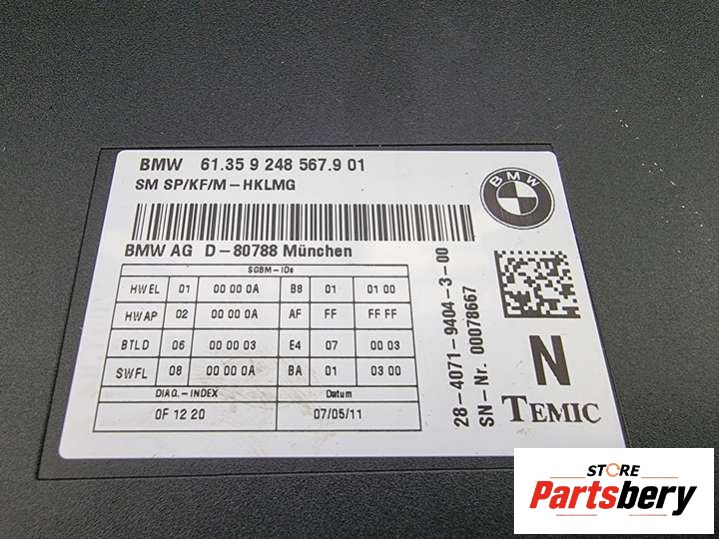 BMW 61.35 9 248 567.9 01
SM SP/KF/M-HKLMG
BMW
BMW AG D-80788 München
SGBM-IDs
HWEL 01 00 00 0A B8 01 01 00
HWAP 02 00 00 0A AF FF FF FF
BTLD 06 00 00 03 E4 07 00 03
SWFL 08 00 00 0A BA 01 03 00
DIAG.-INDEX Datum
0F 12 20 07/05/11
28-4071-9404-3-00
SN-Nr. 00078667
N
TEMIC
STORE
Partsbery